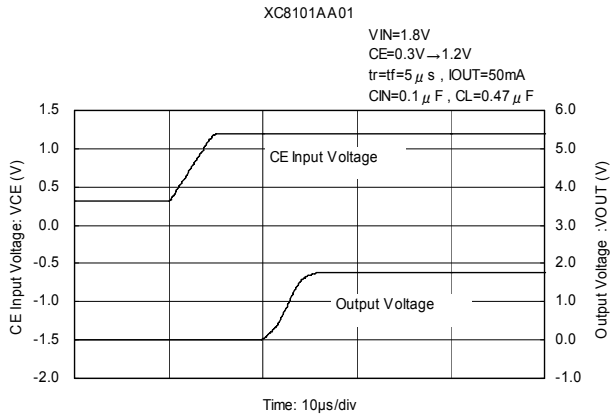 XC8101AA01
VIN=1.8V
CE=0.3V→1.2V
tr=tf=5μs , IOUT=50mA
CIN=0.1μF , CL=0.47μF
CE Input Voltage: VCE (V)
1.5
1.0
0.5
0.0
-0.5
-1.0
-1.5
-2.0
CE Input Voltage
Output Voltage
6.0
5.0
4.0
3.0
2.0
1.0
0.0
-1.0
Output Voltage :VOUT (V)
Time: 10μs/div